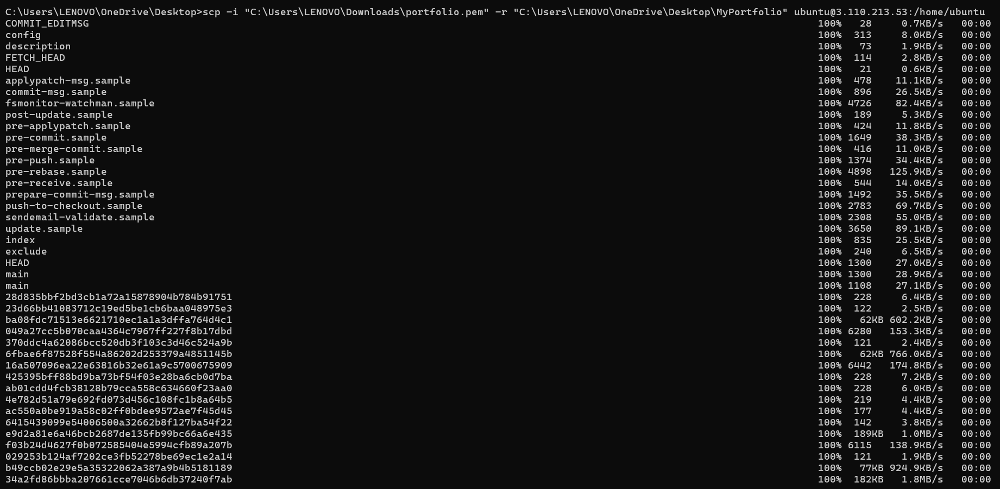 C:\Users\LENOVO\OneDrive\Desktop>scp -i "C:\Users\LENOVO\Downloads\portfolio.pem" -r "C:\Users\LENOVO\OneDrive\Desktop\MyPortfolio" ubuntu@3.110.213.53:/home/ubuntu
COMMIT_EDITMSG 100% 28 0.7KB/s 00:00
config 100% 313 8.0KB/s 00:00
description 100% 73 1.9KB/s 00:00
FETCH_HEAD 100% 114 2.8KB/s 00:00
HEAD 100% 21 0.6KB/s 00:00
applypatch-msg.sample 100% 478 11.1KB/s 00:00
commit-msg.sample 100% 896 26.5KB/s 00:00
fsmonitor-watchman.sample 100% 4726 82.4KB/s 00:00
post-update.sample 100% 189 5.3KB/s 00:00
pre-applypatch.sample 100% 424 11.8KB/s 00:00
pre-commit.sample 100% 1649 38.3KB/s 00:00
pre-merge-commit.sample 100% 416 11.0KB/s 00:00
pre-push.sample 100% 1374 34.4KB/s 00:00
pre-rebase.sample 100% 4898 125.9KB/s 00:00
pre-receive.sample 100% 544 14.0KB/s 00:00
prepare-commit-msg.sample 100% 1492 35.5KB/s 00:00
push-to-checkout.sample 100% 2783 69.7KB/s 00:00
sendemail-validate.sample 100% 2308 55.0KB/s 00:00
update.sample 100% 3650 89.1KB/s 00:00
index 100% 835 25.5KB/s 00:00
exclude 100% 240 6.5KB/s 00:00
HEAD 100% 1300 27.0KB/s 00:00
main 100% 1300 28.9KB/s 00:00
main 100% 1108 27.1KB/s 00:00
28d835bbf2bd3cb1a72a15878904b784b91751 100% 228 6.4KB/s 00:00
23d66bb41083712c19ed5be1cb6baa048975e3 100% 122 2.5KB/s 00:00
ba08fdc71513e6621710ec1a1a3dffa764d4c1 100% 62KB 602.2KB/s 00:00
049a27cc5b070caa4364c7967ff227f8b17dbd 100% 6280 153.3KB/s 00:00
370ddc4a62086bcc520db3f103c3d46c524a9b 100% 121 2.4KB/s 00:00
6fbae6f87528f554a86202d253379a4851145b 100% 62KB 766.0KB/s 00:00
16a507096ea22e63816b32e61a9c5700675909 100% 6442 174.8KB/s 00:00
425395bff88bd9ba73bf54f03e28ba6cb0d7ba 100% 228 7.2KB/s 00:00
ab01cdd4fcb38128b79cca558c634660f23aa0 100% 228 6.0KB/s 00:00
4e782d51a79e692fd073d456c108fc1b8a64b5 100% 219 4.4KB/s 00:00
ac550a0be919a58c02ff0bdee9572ae7f45d45 100% 177 4.4KB/s 00:00
6415439099e54006500a32662b8f127ba54f22 100% 142 3.8KB/s 00:00
e9d2a81e6a46bcb2687de135fb99bc66a6e435 100% 189KB 1.0MB/s 00:00
f03b24d4627f0b072585404e5994cfb89a207b 100% 6115 138.9KB/s 00:00
029253b124af7202ce3fb52278be69ec1e2a14 100% 121 1.9KB/s 00:00
b49ccb02e29e5a35322062a387a9b4b5181189 100% 77KB 924.9KB/s 00:00
34a2fd86bbba207661cce7046b6db37240f7ab 100% 182KB 1.8MB/s 00:00